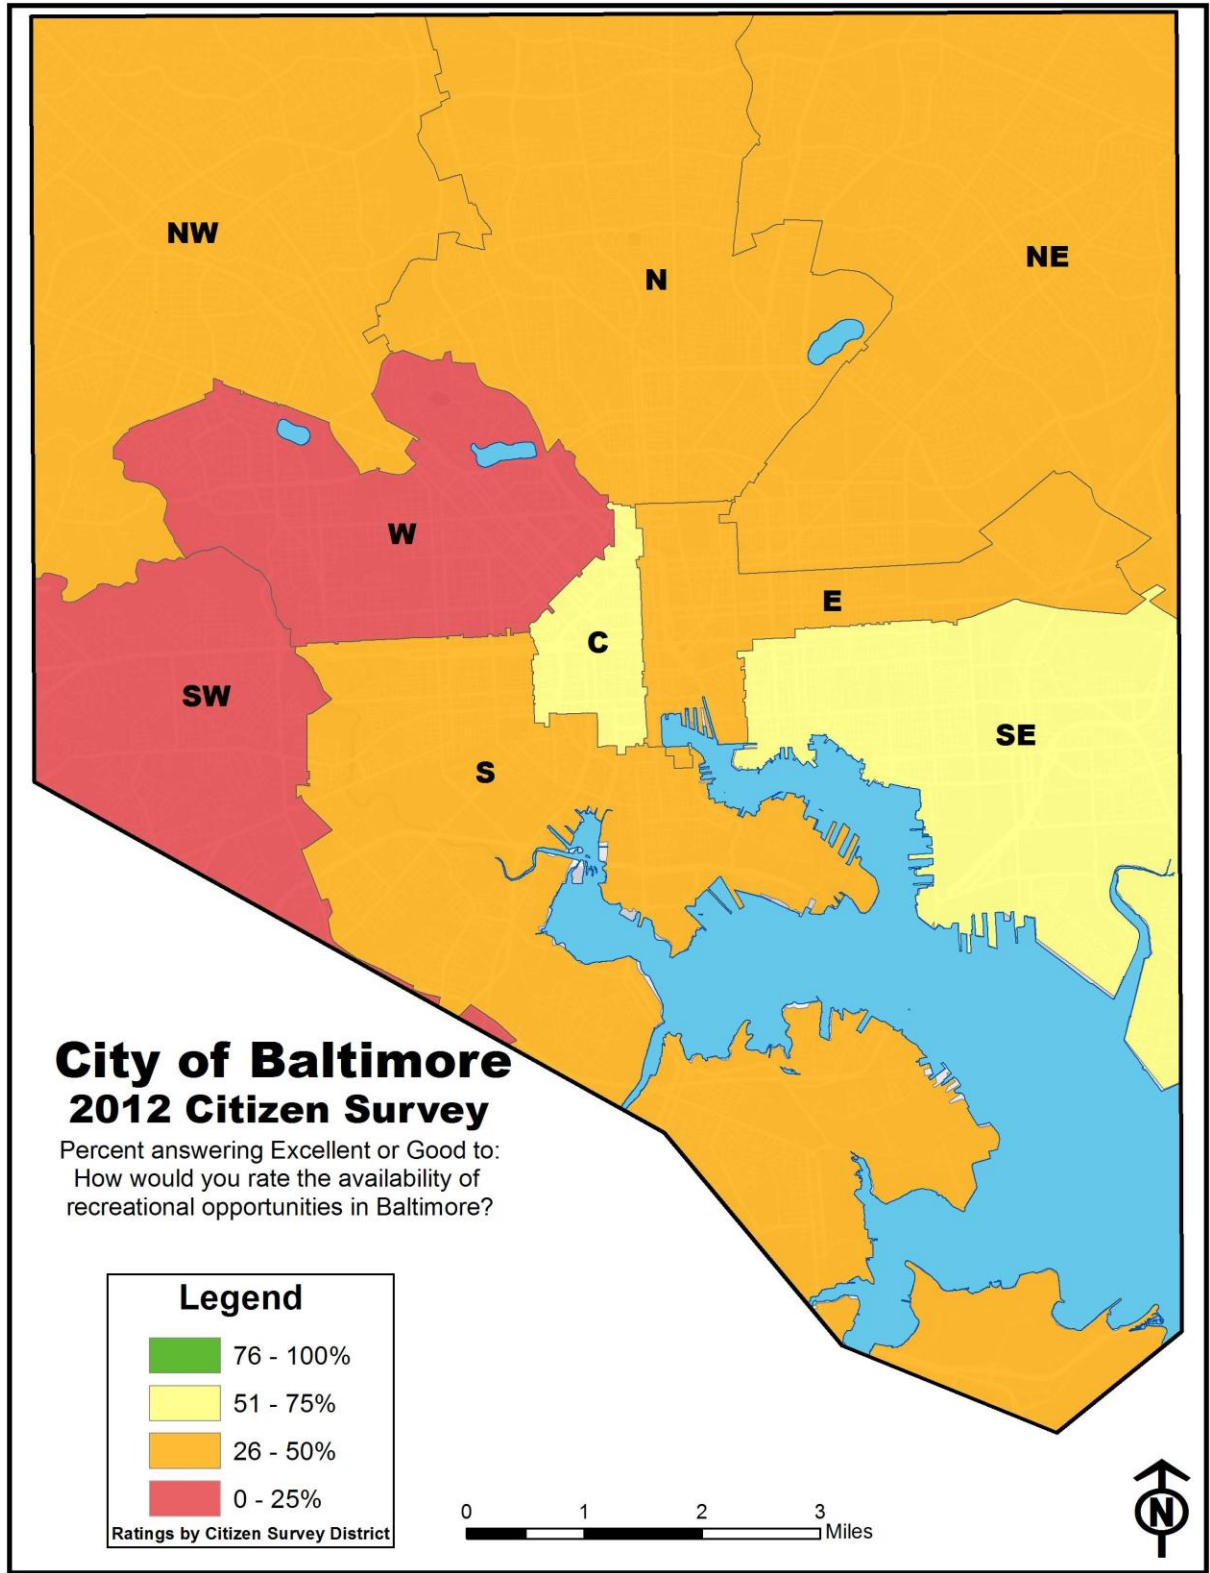 NW
N
NE
W
E
C
SW
SE
S
City of Baltimore
2012 Citizen Survey
Percent answering Excellent or Good to:
How would you rate the availability of
recreational opportunities in Baltimore?
Legend
76 - 100%
51 - 75%
26 - 50%
0 - 25%
Ratings by Citizen Survey District
0 1 2 3
Miles
N